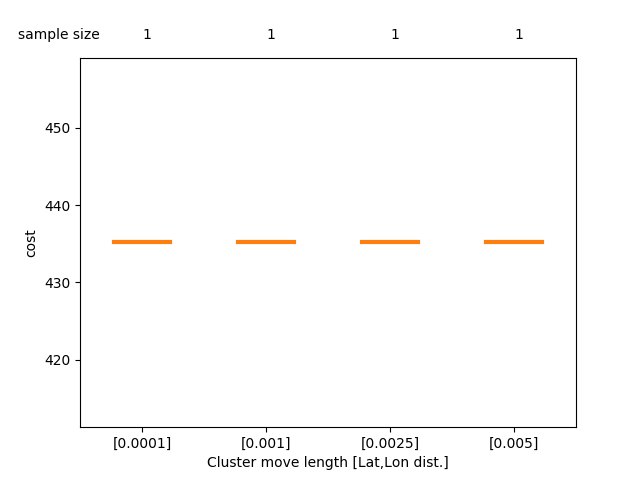 sample size 1 1 1 1
cost
450
440
430
420
[0.0001] [0.001] [0.0025] [0.005]
Cluster move length [Lat,Lon dist.]